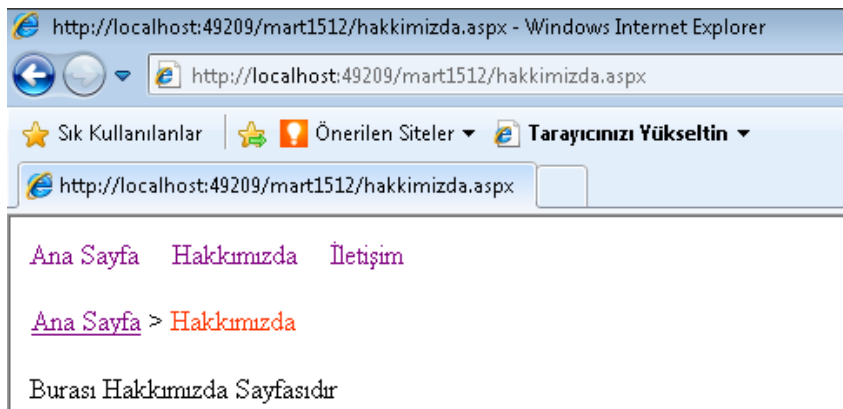 http://localhost:49209/mart1512/hakkimizda.aspx - Windows Internet Explorer
http://localhost:49209/mart1512/hakkimizda.aspx
Sık Kullanılanlar Önerilen Siteler Tarayıcınızı Yükseltin
http://localhost:49209/mart1512/hakkimizda.aspx
Ana Sayfa Hakkımızda İletişim
Ana Sayfa > Hakkımızda
Burası Hakkımızda Sayfasıdır